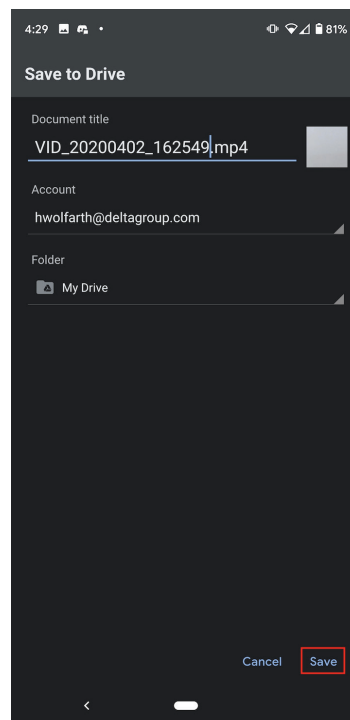 4:29 81%
Save to Drive
Document title
VID_20200402_162549.mp4
Account
hwolfarth@deltagroup.com
Folder
My Drive
Cancel Save